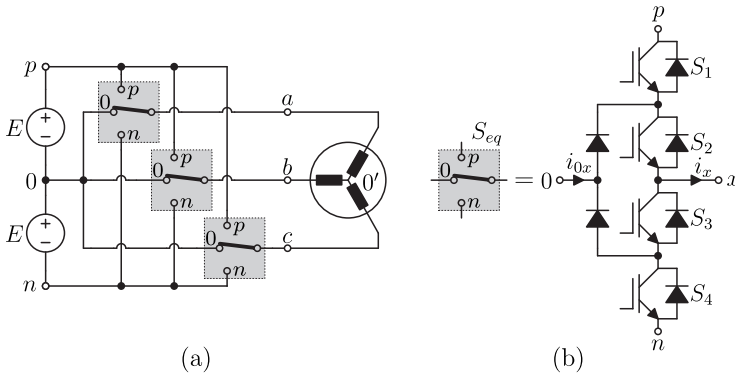 p
E
+
−
0
E
+
−
n
0
p
n
0
p
n
0
p
n
a
b
c
0′
(a)
S_eq
p
0
n
= 0
i_0x
p
S_1
S_2
i_x
x
S_3
S_4
n
(b)